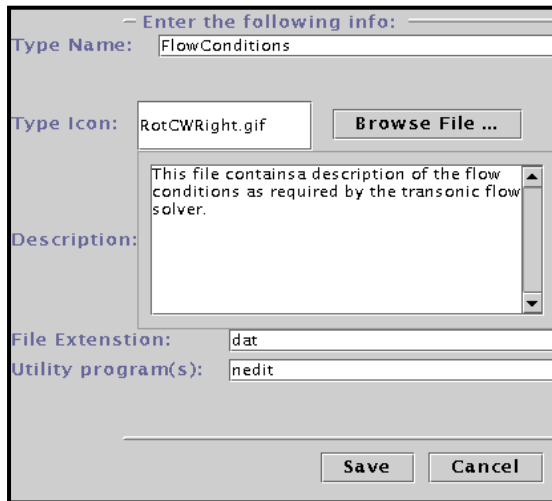 Enter the following info:
Type Name: FlowConditions
Type Icon: RotCWRight.gif Browse File ...
This file containsa description of the flow
conditions as required by the transonic flow
solver.
Description:
File Extenstion: dat
Utility program(s): nedit
Save Cancel